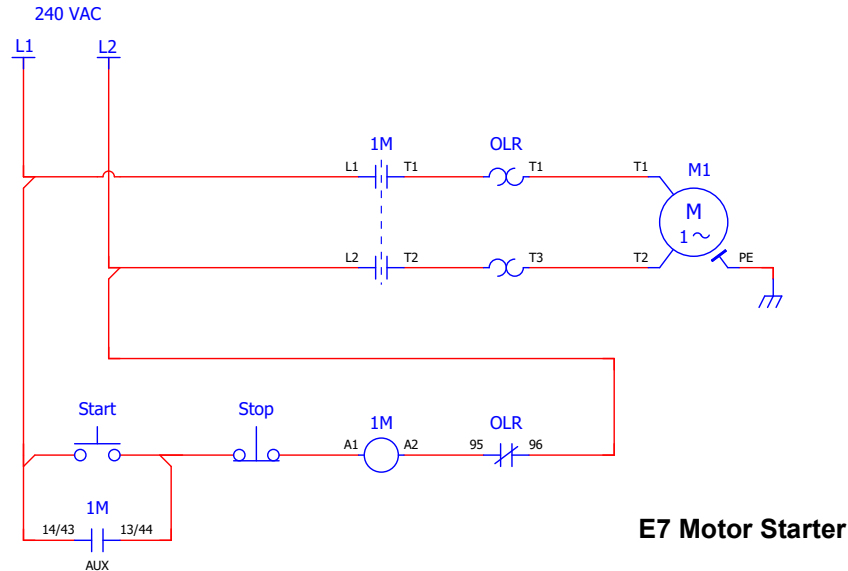 240 VAC
L1 L2
1M OLR
L1 T1 T1 T1 M1
M
1～
L2 T2 T3 T2 PE
Start Stop 1M OLR
A1 A2 95 96
1M
14/43 13/44
AUX
E7 Motor Starter